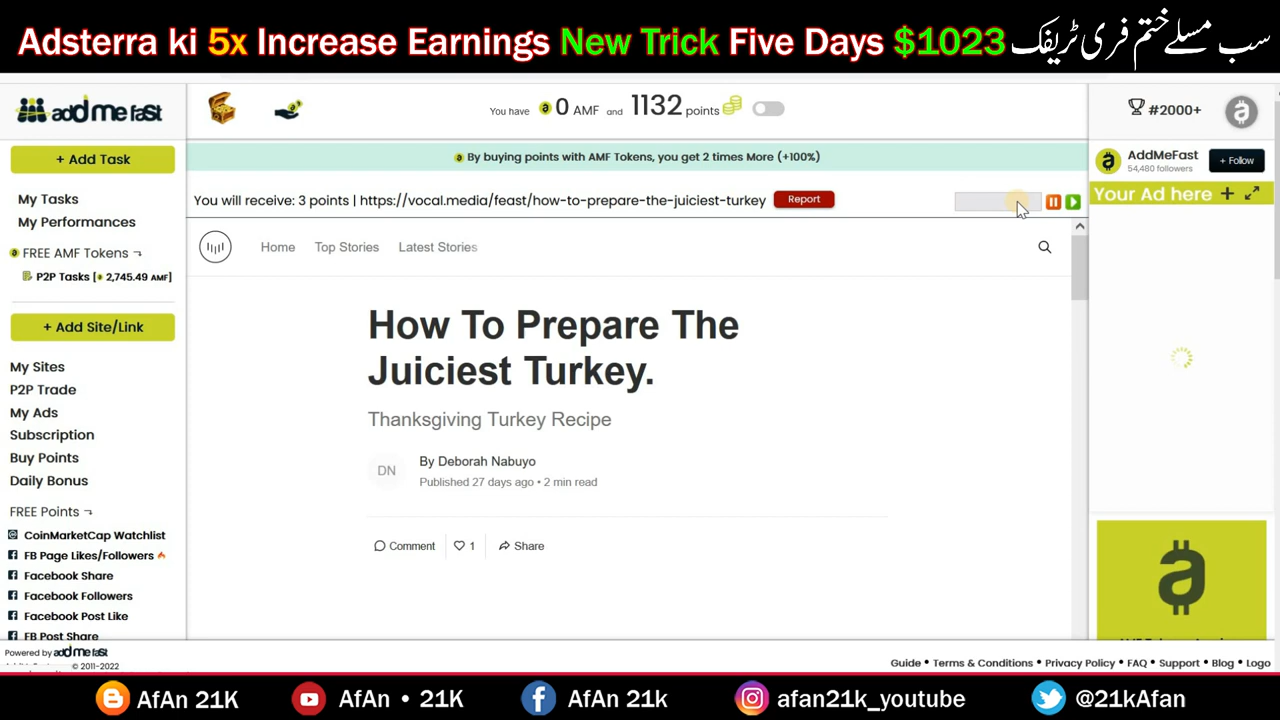 Adsterra ki 5x Increase Earnings New Trick Five Days $1023 سب مسلے ختم فری ٹریفک
addmefast
You have 0 AMF and 1132 points
#2000+
+ Add Task
By buying points with AMF Tokens, you get 2 times More (+100%)
AddMeFast
54,480 followers
+ Follow
My Tasks
You will receive: 3 points | https://vocal.media/feast/how-to-prepare-the-juiciest-turkey
Report
Your Ad here +
My Performances
FREE AMF Tokens
P2P Tasks [ 2,745.49 AMF]
Home Top Stories Latest Stories
+ Add Site/Link
How To Prepare The
Juiciest Turkey.
Thanksgiving Turkey Recipe
DN
By Deborah Nabuyo
Published 27 days ago • 2 min read
Comment
1
Share
My Sites
P2P Trade
My Ads
Subscription
Buy Points
Daily Bonus
FREE Points
CoinMarketCap Watchlist
FB Page Likes/Followers
Facebook Share
Facebook Followers
Facebook Post Like
FB Post Share
Powered by addmefast
© 2011-2022
Guide • Terms & Conditions • Privacy Policy • FAQ • Support • Blog • Logo
AfAn 21K
AfAn • 21K
AfAn 21k
afan21k_youtube
@21kAfan